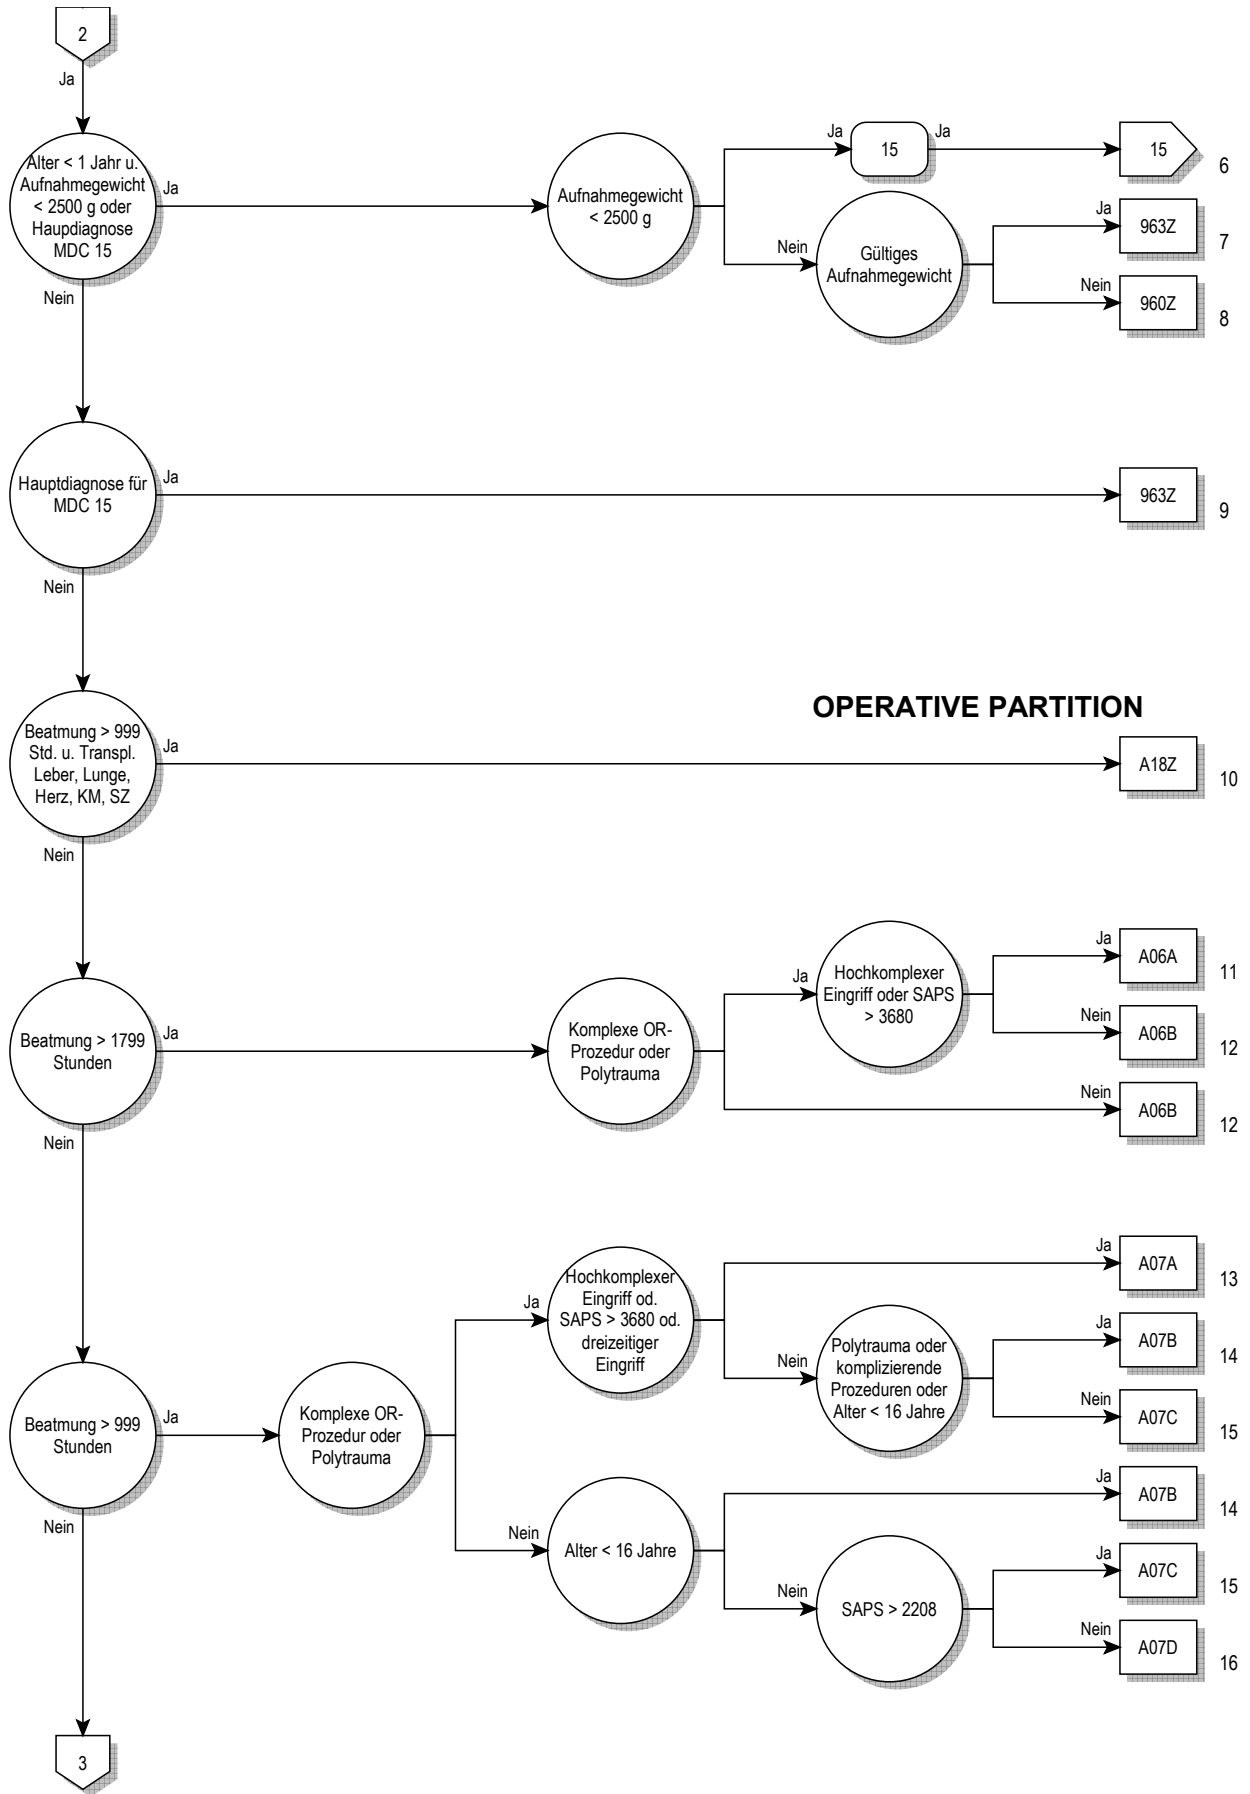 2
Ja
Alter < 1 Jahr u.
Aufnahmegewicht
< 2500 g oder
Haupdiagnose
MDC 15
Ja
Aufnahmegewicht
< 2500 g
Ja
15
Ja
15
6
Nein
Gültiges
Aufnahmegewicht
Ja
963Z
7
Nein
960Z
8
Nein
Hauptdiagnose für
MDC 15
Ja
963Z
9
Nein
OPERATIVE PARTITION
Beatmung > 999
Std. u. Transpl.
Leber, Lunge,
Herz, KM, SZ
Ja
A18Z
10
Nein
Beatmung > 1799
Stunden
Ja
Komplexe OR-
Prozedur oder
Polytrauma
Ja
Hochkomplexer
Eingriff oder SAPS
> 3680
Ja
A06A
11
Nein
A06B
12
Nein
A06B
12
Nein
Beatmung > 999
Stunden
Ja
Komplexe OR-
Prozedur oder
Polytrauma
Ja
Hochkomplexer
Eingriff od.
SAPS > 3680 od.
dreizeitiger
Eingriff
Ja
A07A
13
Nein
Polytrauma oder
komplizierende
Prozeduren oder
Alter < 16 Jahre
Ja
A07B
14
Nein
A07C
15
Nein
Alter < 16 Jahre
Ja
A07B
14
Nein
SAPS > 2208
Ja
A07C
15
Nein
A07D
16
Nein
3